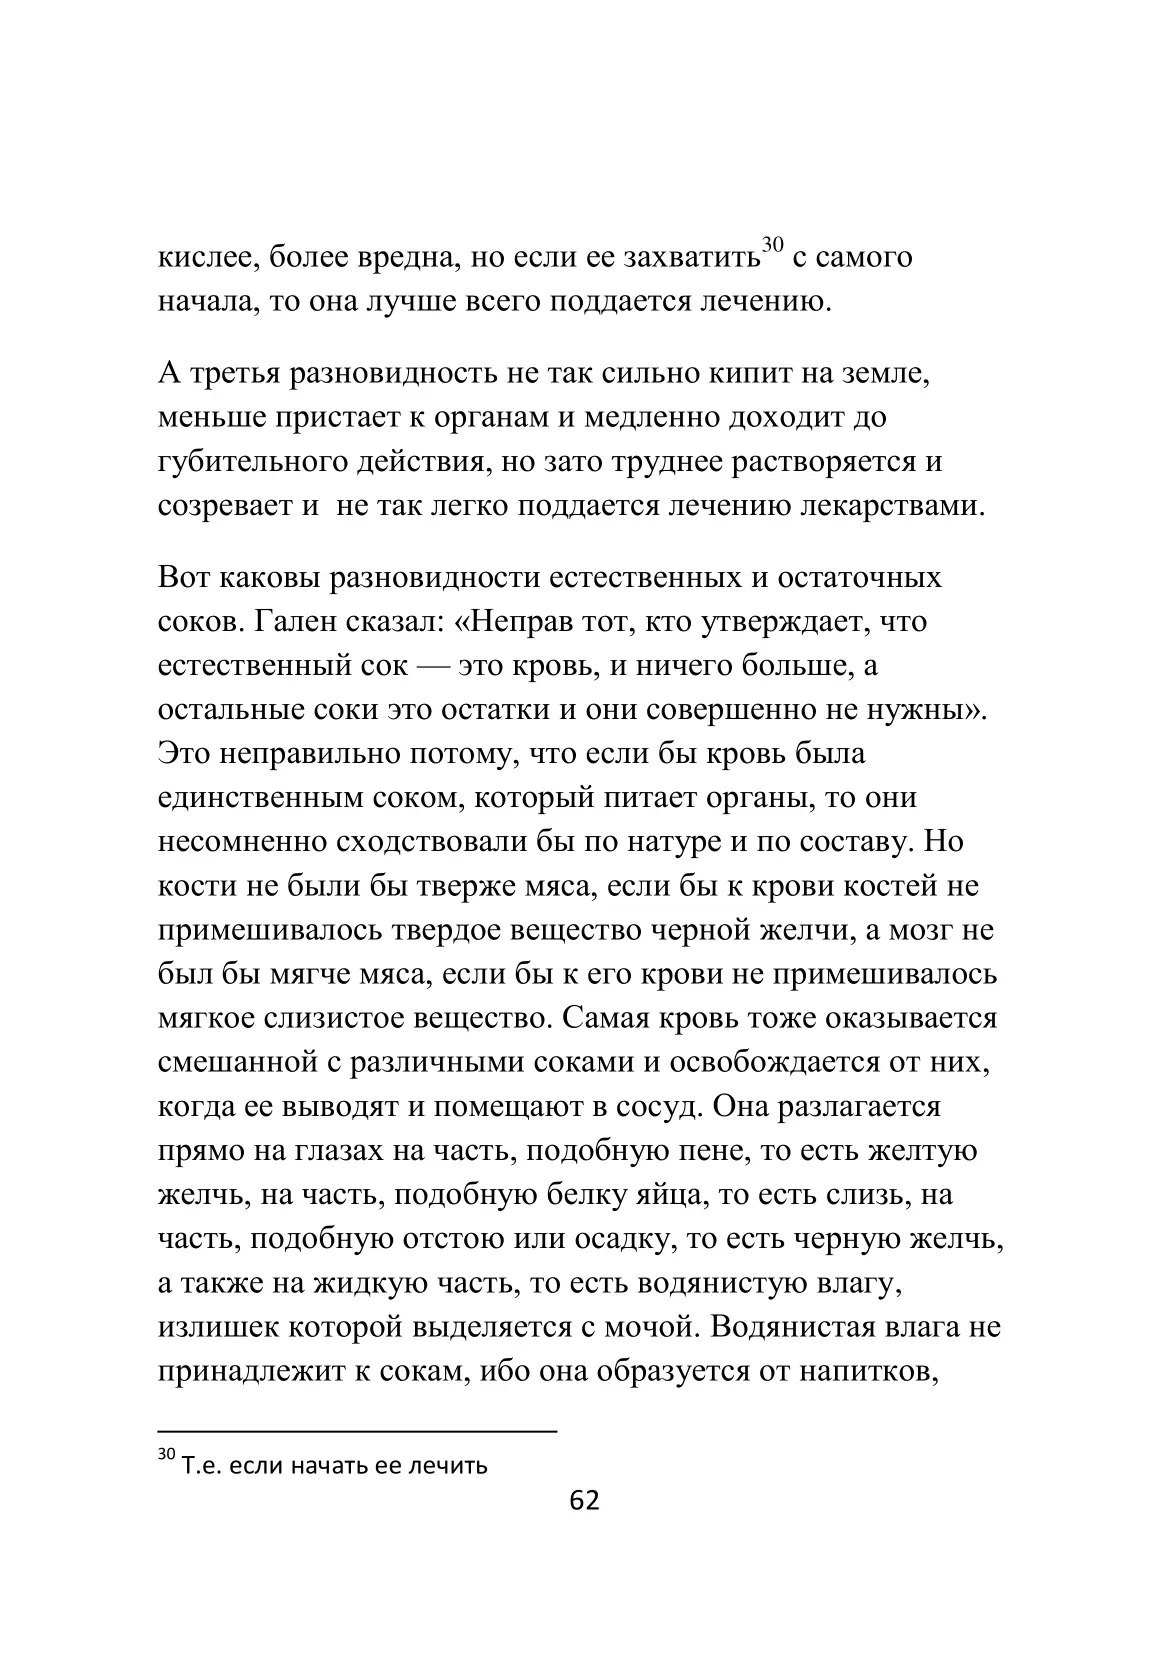 кислее, более вредна, но если ее захватить30 с самого
начала, то она лучше всего поддается лечению.
А третья разновидность не так сильно кипит на земле,
меньше пристает к органам и медленно доходит до
губительного действия, но зато труднее растворяется и
созревает и  не так легко поддается лечению лекарствами.
Вот каковы разновидности естественных и остаточных
соков. Гален сказал: «Неправ тот, кто утверждает, что
естественный сок — это кровь, и ничего больше, а
остальные соки это остатки и они совершенно не нужны».
Это неправильно потому, что если бы кровь была
единственным соком, который питает органы, то они
несомненно сходствовали бы по натуре и по составу. Но
кости не были бы тверже мяса, если бы к крови костей не
примешивалось твердое вещество черной желчи, а мозг не
был бы мягче мяса, если бы к его крови не примешивалось
мягкое слизистое вещество. Самая кровь тоже оказывается
смешанной с различными соками и освобождается от них,
когда ее выводят и помещают в сосуд. Она разлагается
прямо на глазах на часть, подобную пене, то есть желтую
желчь, на часть, подобную белку яйца, то есть слизь, на
часть, подобную отстою или осадку, то есть черную желчь,
а также на жидкую часть, то есть водянистую влагу,
излишек которой выделяется с мочой. Водянистая влага не
принадлежит к сокам, ибо она образуется от напитков,
30 Т.е. если начать ее лечить
62